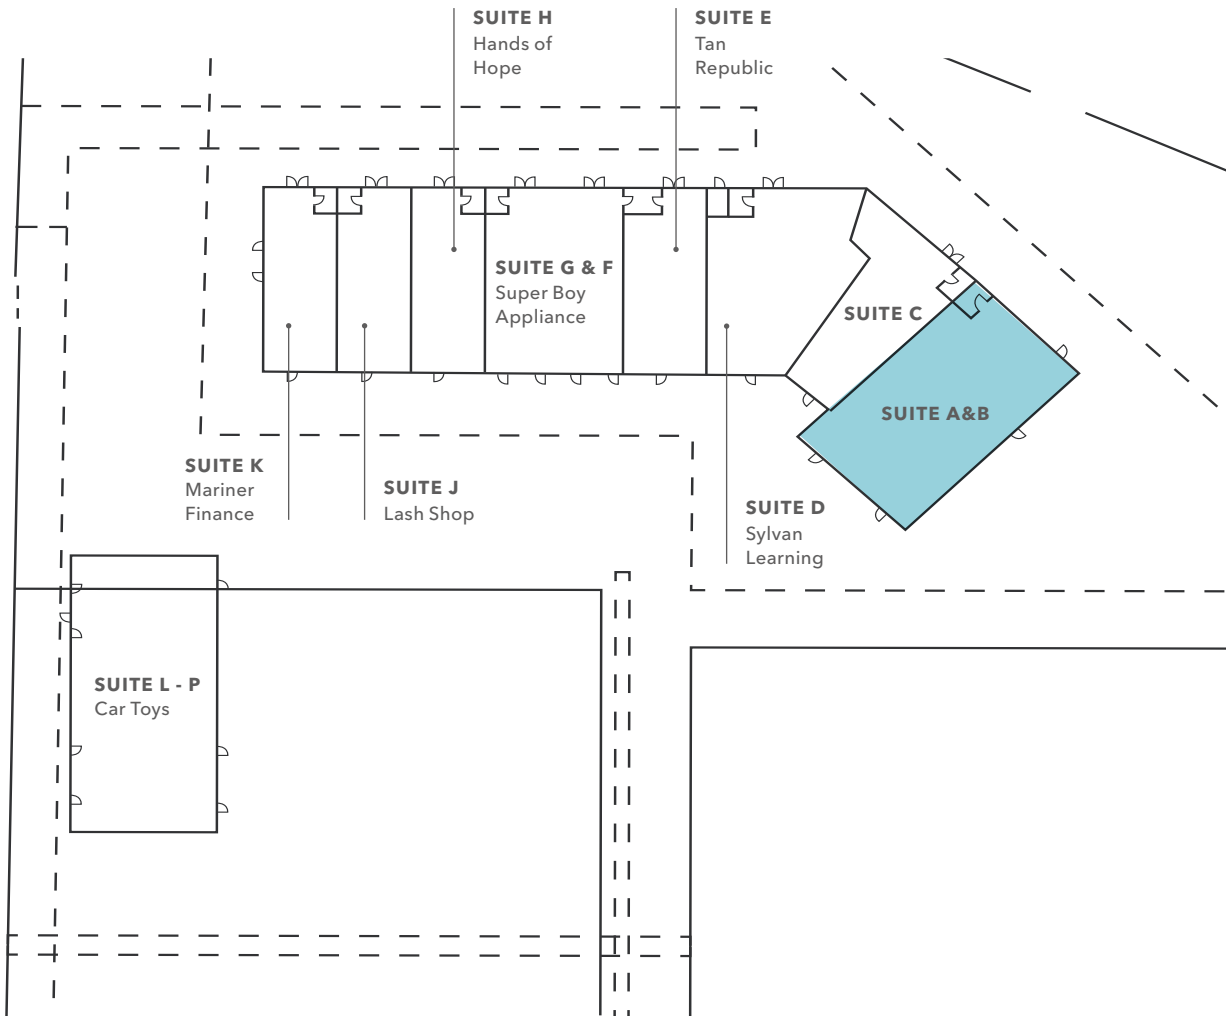 SUITE H
Hands of
Hope
SUITE E
Tan
Republic
SUITE G & F
Super Boy
Appliance
SUITE C
SUITE A&B
SUITE K
Mariner
Finance
SUITE J
Lash Shop
SUITE D
Sylvan
Learning
SUITE L - P
Car Toys